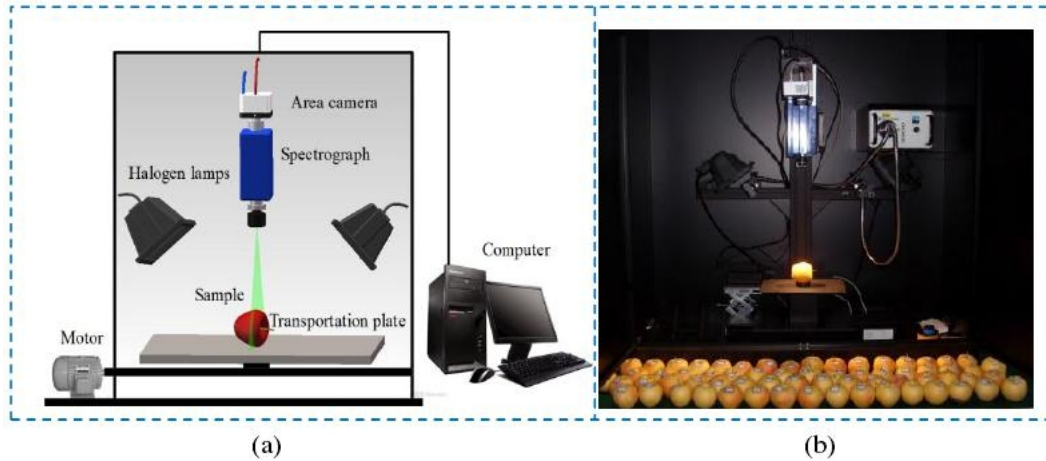 Area camera
Spectrograph
Halogen lamps
Computer
Sample
Transportation plate
Motor
(a)
(b)